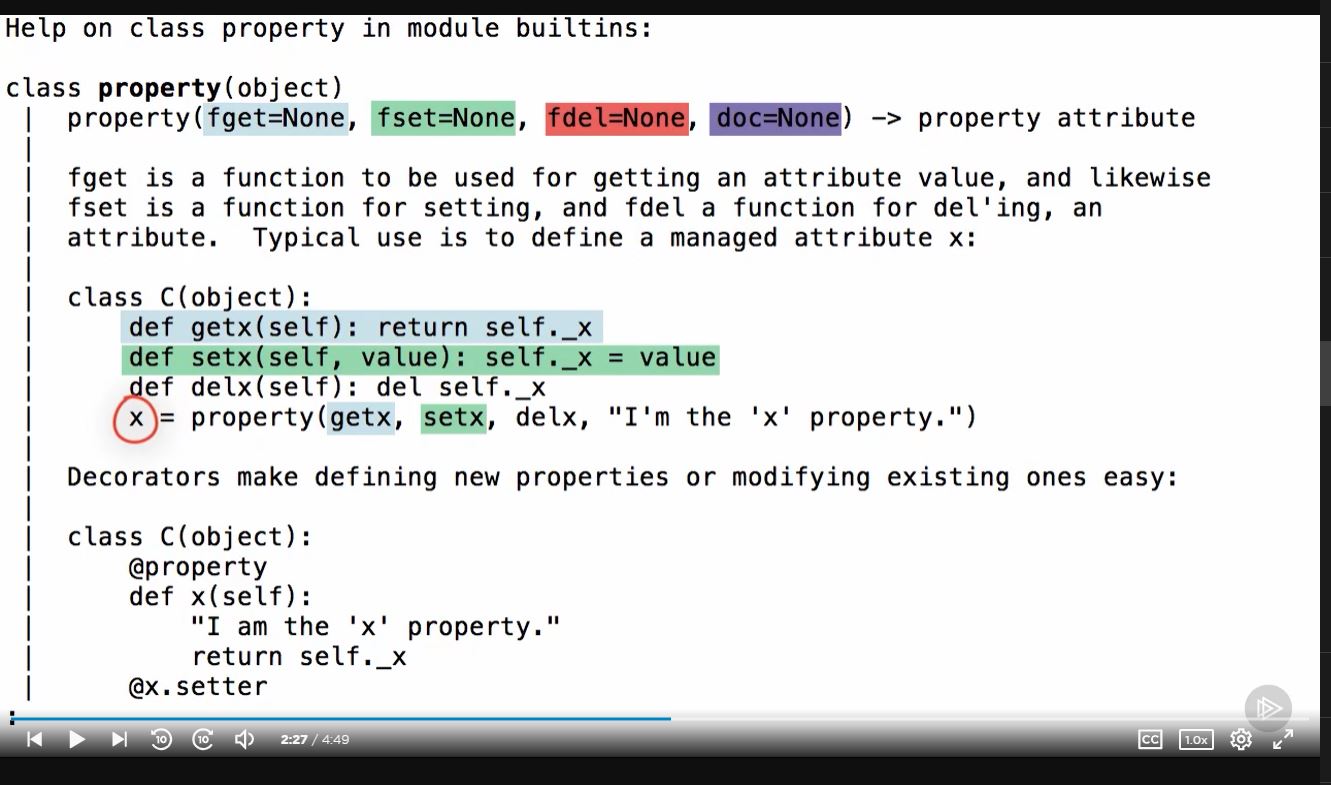 Help on class property in module builtins:
class property(object)
 |  property(fget=None, fset=None, fdel=None, doc=None) -> property attribute
 |
 |  fget is a function to be used for getting an attribute value, and likewise
 |  fset is a function for setting, and fdel a function for del'ing, an
 |  attribute.  Typical use is to define a managed attribute x:
 |
 |  class C(object):
 |      def getx(self): return self._x
 |      def setx(self, value): self._x = value
 |      def delx(self): del self._x
 |      x = property(getx, setx, delx, "I'm the 'x' property.")
 |
 |  Decorators make defining new properties or modifying existing ones easy:
 |
 |  class C(object):
 |      @property
 |      def x(self):
 |          "I am the 'x' property."
 |          return self._x
 |      @x.setter
:
10 10 2:27 / 4:49 CC 1.0x